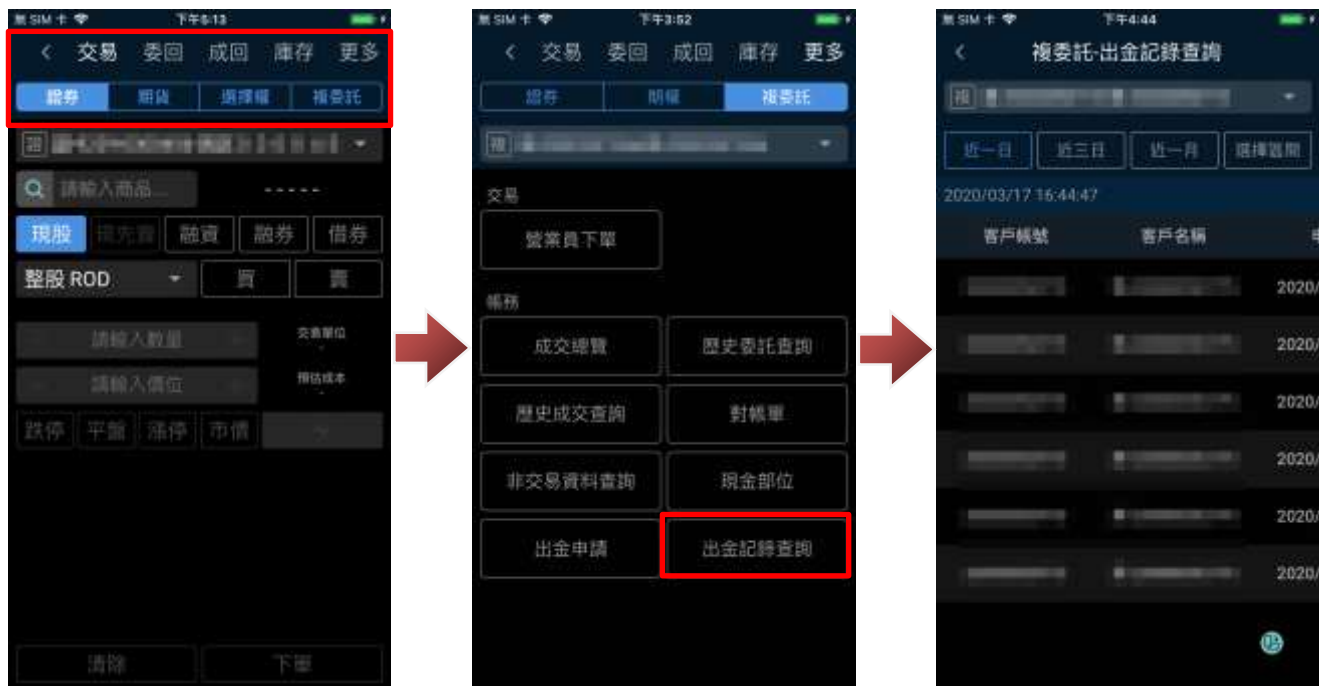 無 SIM 卡 下午6:13
交易 委回 成回 庫存 更多
證券 期貨 選擇權 複委託
證
請輸入商品... -----
現股 現先賣 融資 融券 借券
整股 ROD 買 賣
請輸入數量 交易單位
-
請輸入價位 預估成本
-
跌停 平盤 漲停 市價
清除 下單
無 SIM 卡 下午3:52
交易 委回 成回 庫存 更多
證券 期權 複委託
複
交易
營業員下單
帳務
成交總覽 歷史委託查詢
歷史成交查詢 對帳單
非交易資料查詢 現金部位
出金申請 出金記錄查詢
無 SIM 卡 下午4:44
複委託-出金記錄查詢
複
近一日 近三日 近一月 選擇區間
2020/03/17 16:44:47
客戶帳號 客戶名稱
2020/
2020/
2020/
2020/
2020/
2020/